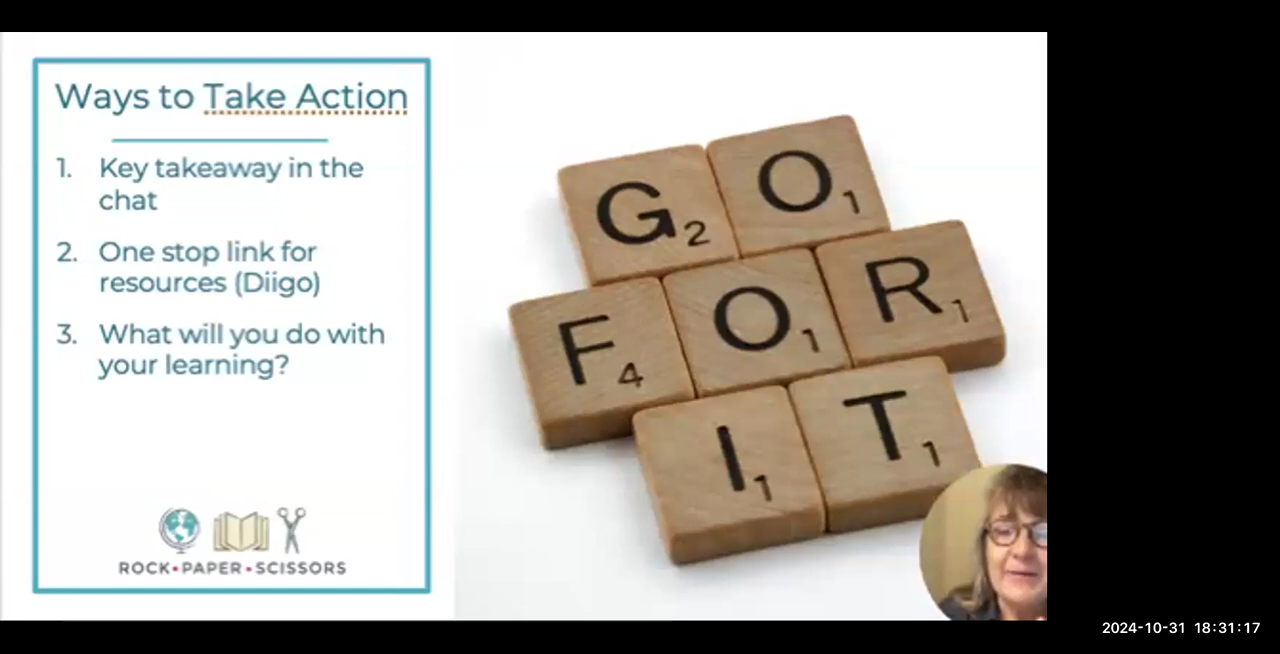 Ways to Take Action
1. Key takeaway in the
chat
2. One stop link for
resources (Diigo)
3. What will you do with
your learning?
ROCK•PAPER•SCISSORS
G2 O1
F4 O1 R1
I1 T1
2024-10-31 18:31:17